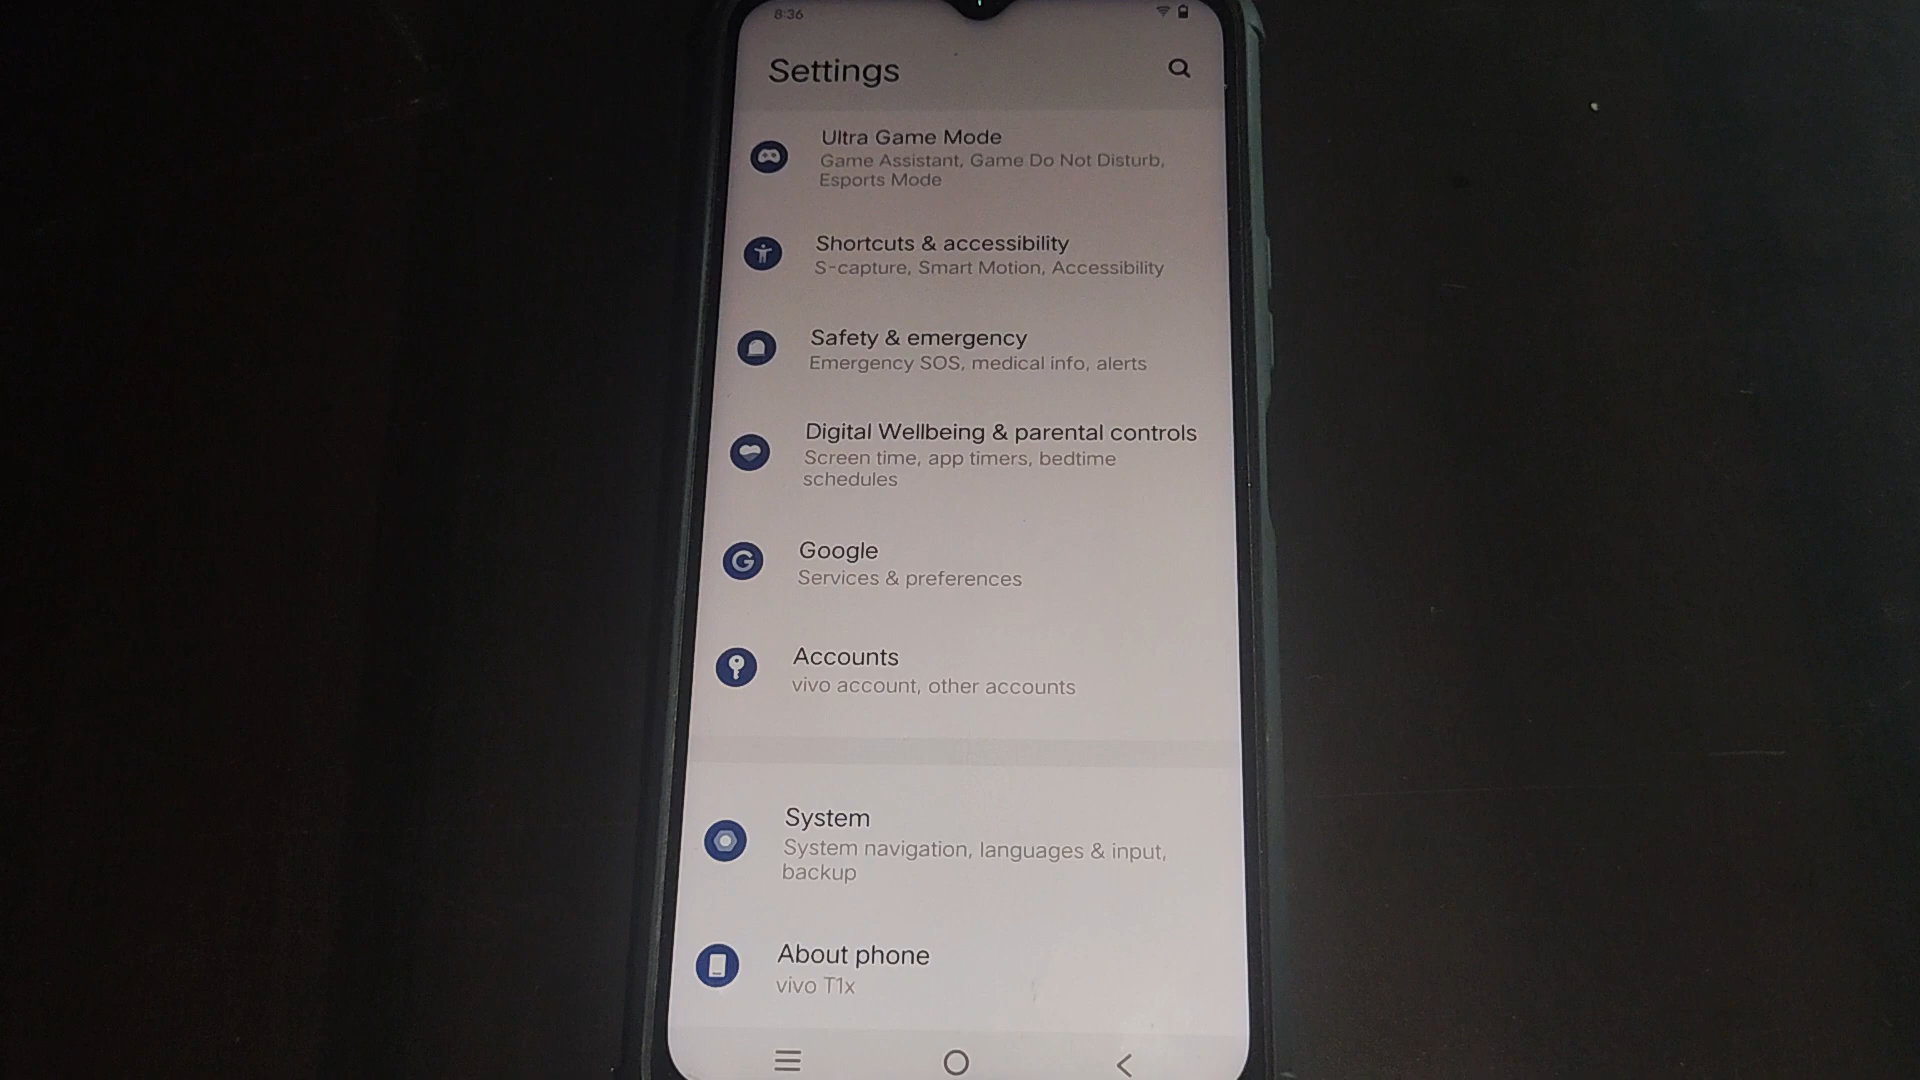 8:36
Settings
Ultra Game Mode
Game Assistant, Game Do Not Disturb,
Esports Mode
Shortcuts & accessibility
S-capture, Smart Motion, Accessibility
Safety & emergency
Emergency SOS, medical info, alerts
Digital Wellbeing & parental controls
Screen time, app timers, bedtime
schedules
Google
Services & preferences
Accounts
vivo account, other accounts
System
System navigation, languages & input,
backup
About phone
vivo T1x